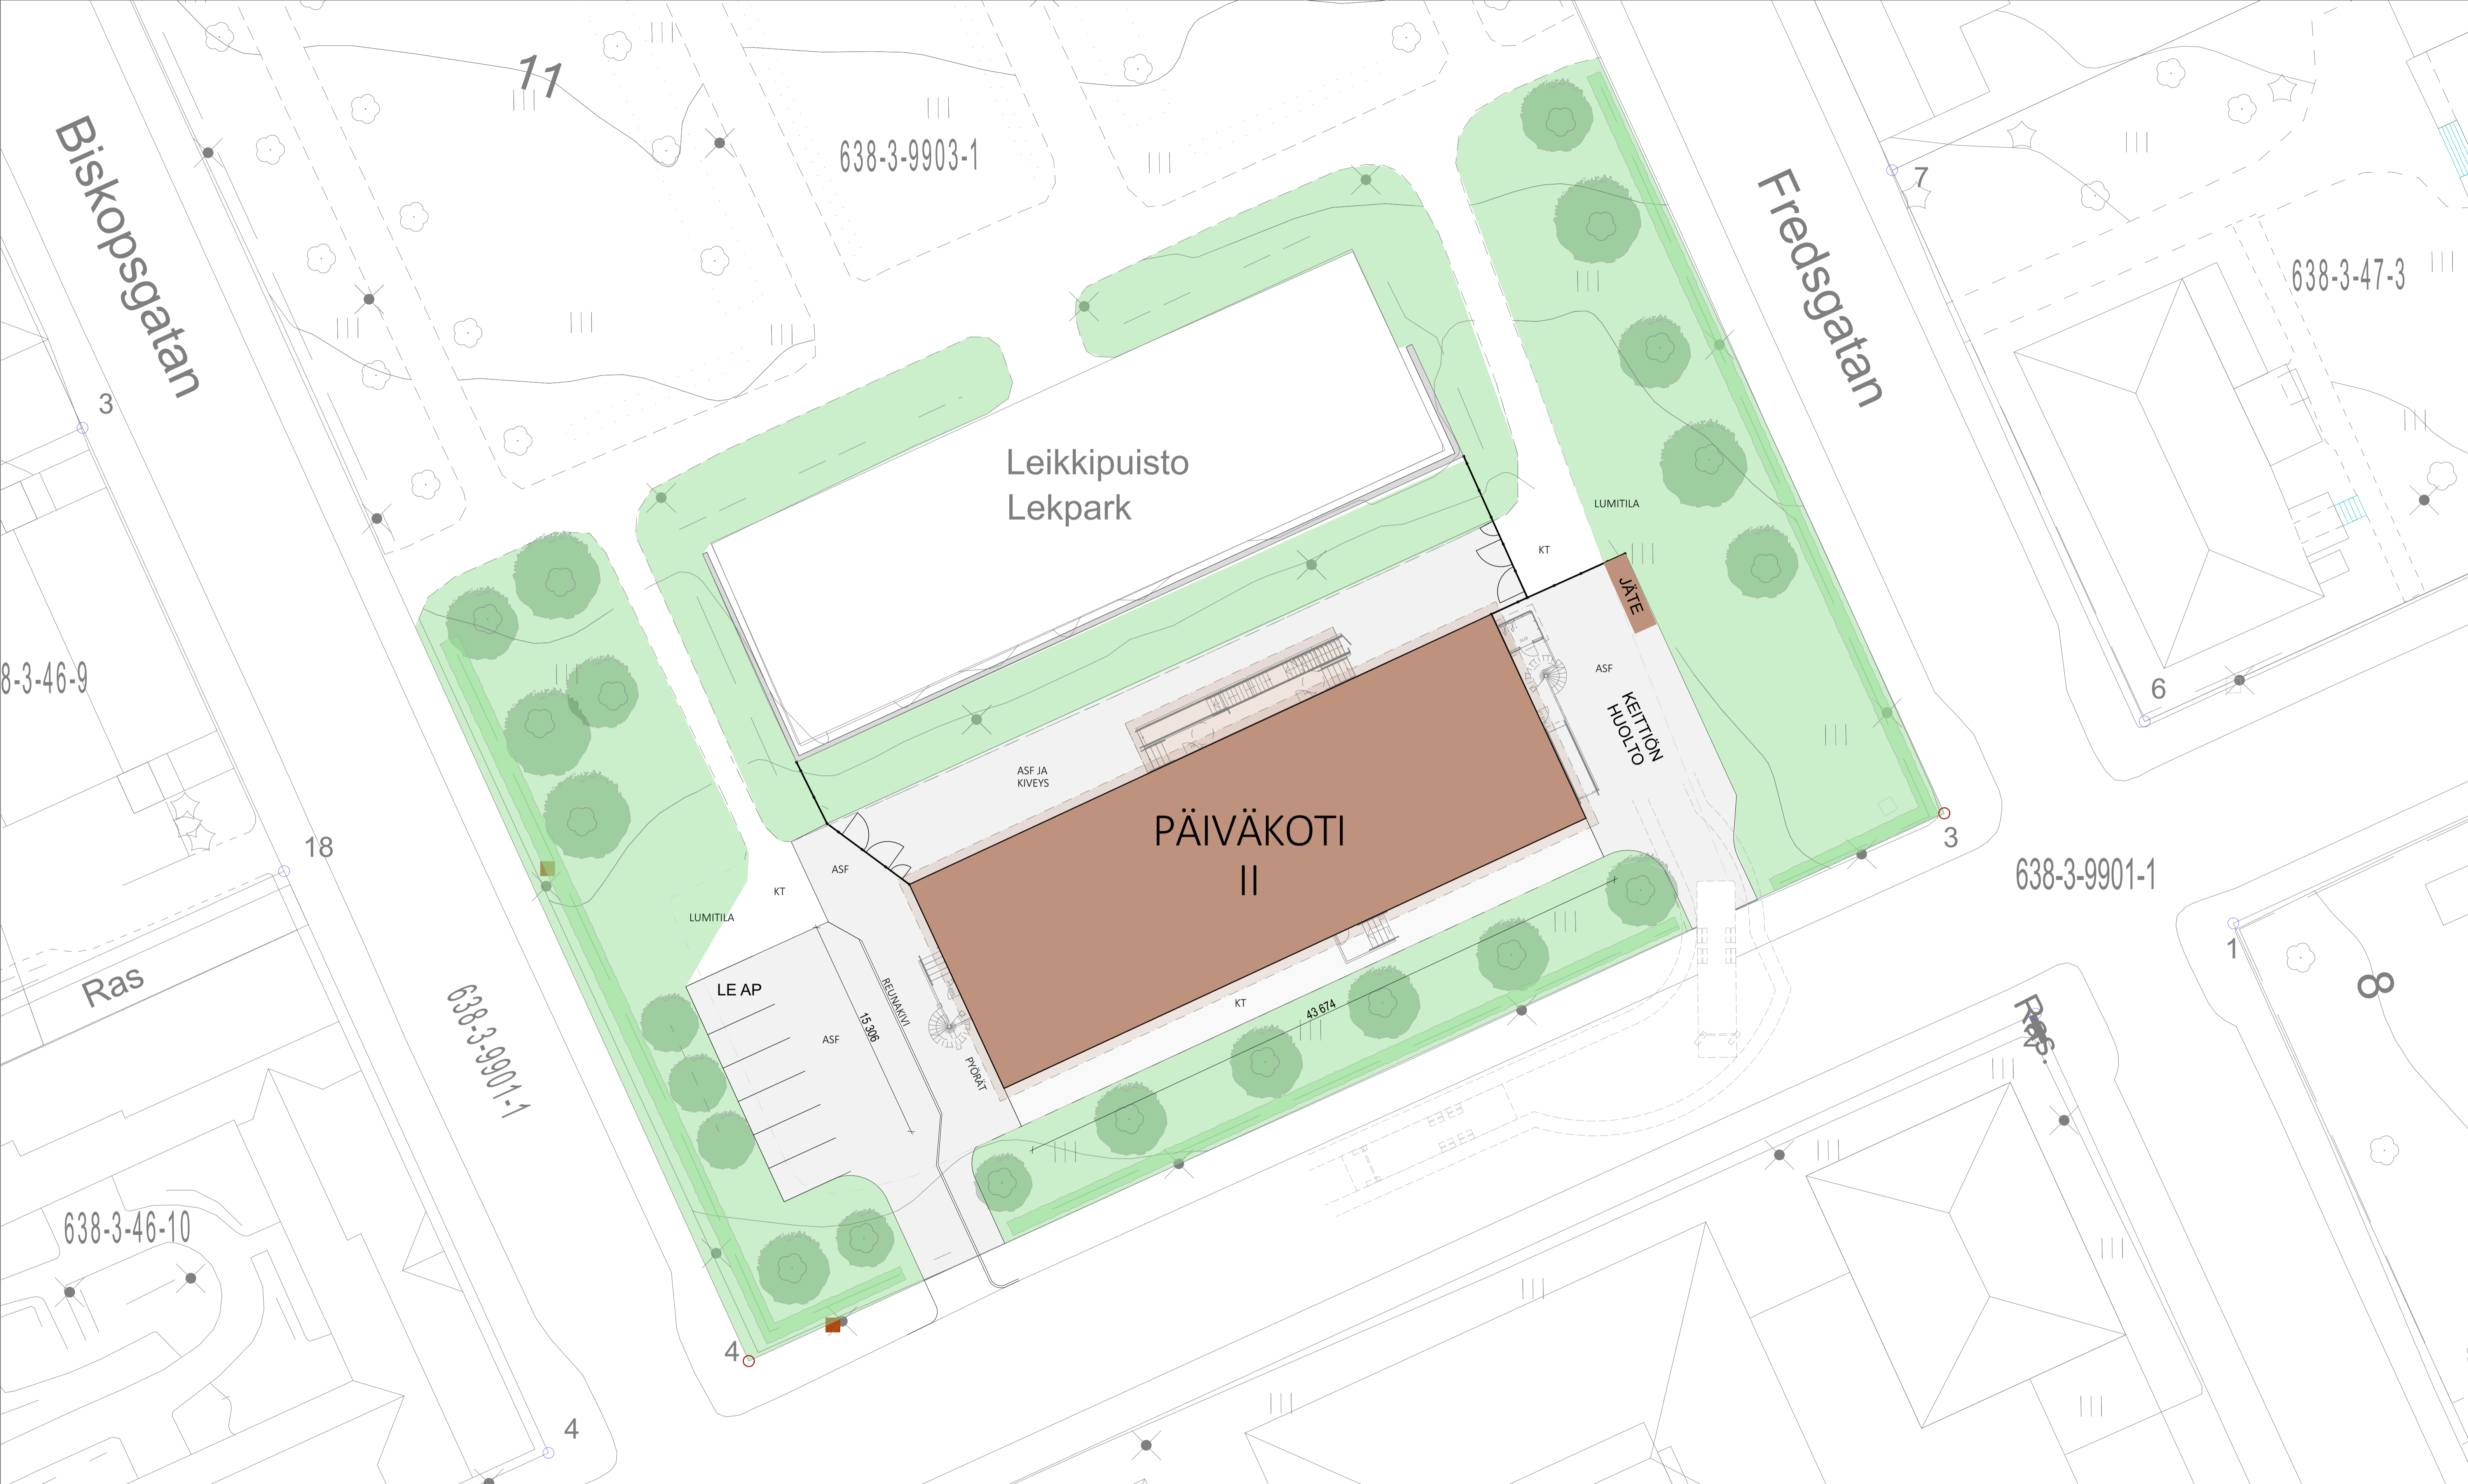 11
638-3-9903-1
Biskopsgatan
Fredsgatan
7
638-3-47-3
3
Leikkipuisto
Lekpark
LUMITILA
KT
JÄTE
8-3-46-9
ASF
KEITTIÖN
HUOLTO
6
ASF JA
KIVEYS
PÄIVÄKOTI
II
3
18
ASF
KT
LUMITILA
638-3-9901-1
1
8
Ras
LE AP
REUNAKIVI
638-3-9901-1
15 306
ASF
KT
43 674
PYÖRÄT
638-3-46-10
4
4